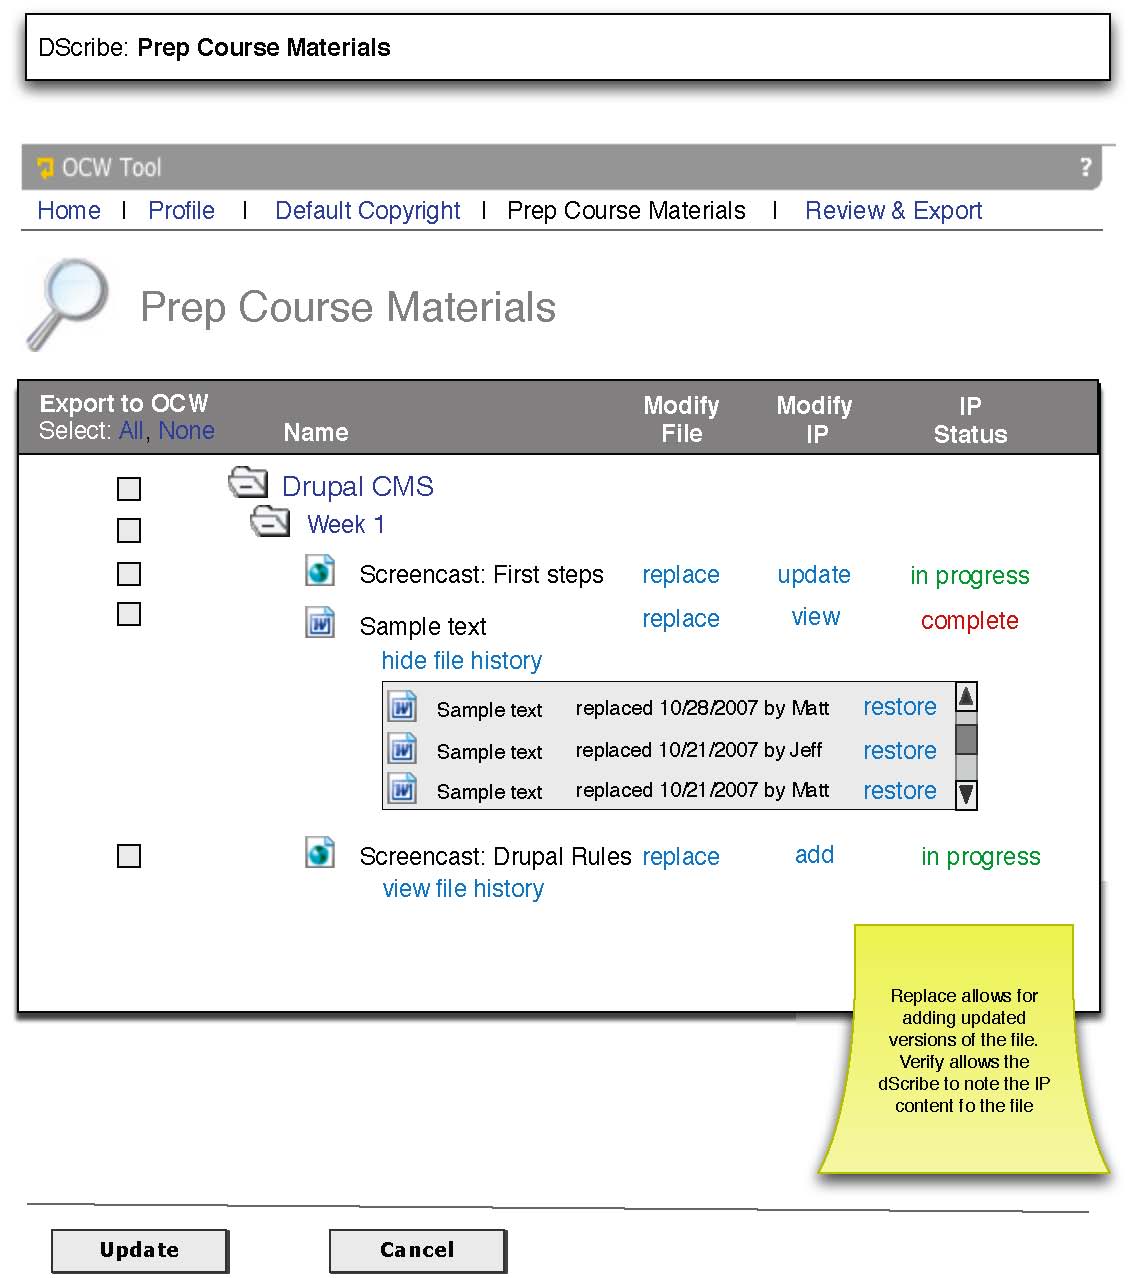 DScribe: Prep Course Materials
OCW Tool ?
Home | Profile | Default Copyright | Prep Course Materials | Review & Export
Prep Course Materials
Export to OCW
Select: All, None
Name
Modify File
Modify IP
IP Status
Drupal CMS
Week 1
Screencast: First steps replace update in progress
Sample text replace view complete
hide file history
Sample text replaced 10/28/2007 by Matt restore
Sample text replaced 10/21/2007 by Jeff restore
Sample text replaced 10/21/2007 by Matt restore
Screencast: Drupal Rules replace add in progress
view file history
Replace allows for
adding updated
versions of the file.
Verify allows the
dScribe to note the IP
content fo the file
Update Cancel